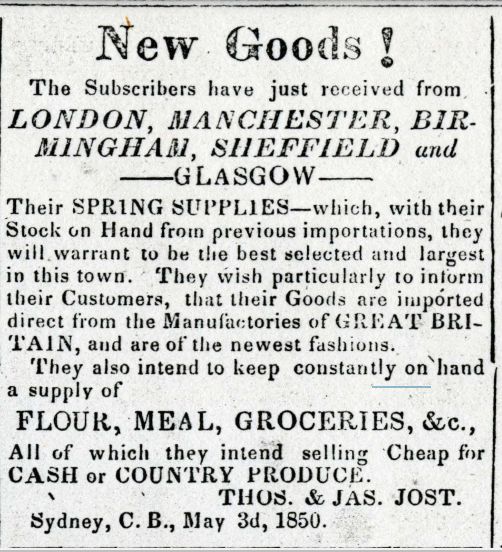 New Goods!
The Subscribers have just received from
LONDON, MANCHESTER, BIR-
MINGHAM, SHEFFIELD and
——GLASGOW——
Their SPRING SUPPLIES—which, with their
Stock on Hand from previous importations, they
will warrant to be the best selected and largest
in this town. They wish particularly to inform
their Customers, that their Goods are impórted
direct from the Manufactories of GREAT BRI-
TAIN, and are of the newest fashions.
They also intend to keep constantly on hand
a supply of
FLOUR, MEAL, GROCERIES, &c.,
All of which they intend selling Cheap for
CASH or COUNTRY PRODUCE.
THOS. & JAS. JOST.
Sydney, C. B., May 3d, 1850.